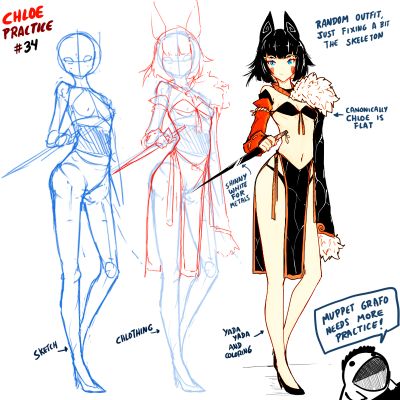 CHLOE
PRACTICE
#34
RANDOM OUTFIT,
JUST FIXING A BIT
THE SKELETON
CANONICALLY
CHLOE IS
FLAT
SHINNY
WHITE
FOR
METALS
SKETCH
CHLOTHING
YADA
YADA
AND
COLORING
MUPPET GRAFO
NEEDS MORE
PRACTICE!